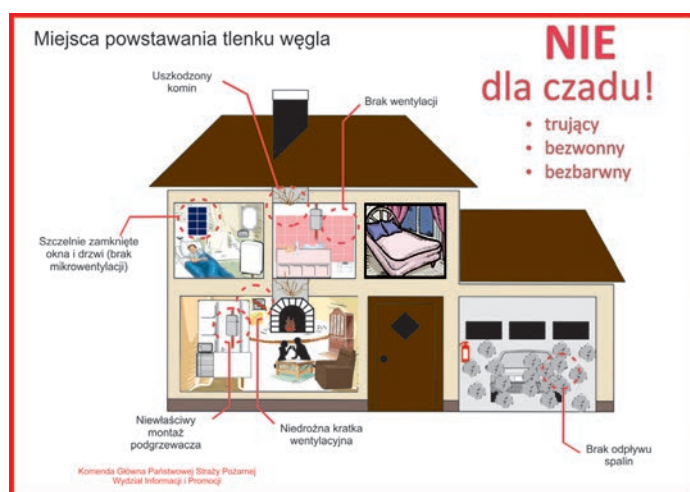 Miejsca powstawania tlenku węgla
NIE
dla czadu!
• trujący
• bezwonny
• bezbarwny
Uszkodzony
komin
Brak wentylacji
Szczelnie zamknięte
okna i drzwi (brak
mikrowentylacji)
Niewłaściwy
montaż
podgrzewacza
Niedrożna kratka
wentylacyjna
Brak odpływu
spalin
Komenda Główna Państwowej Straży Pożarnej
Wydział Informacji i Promocji